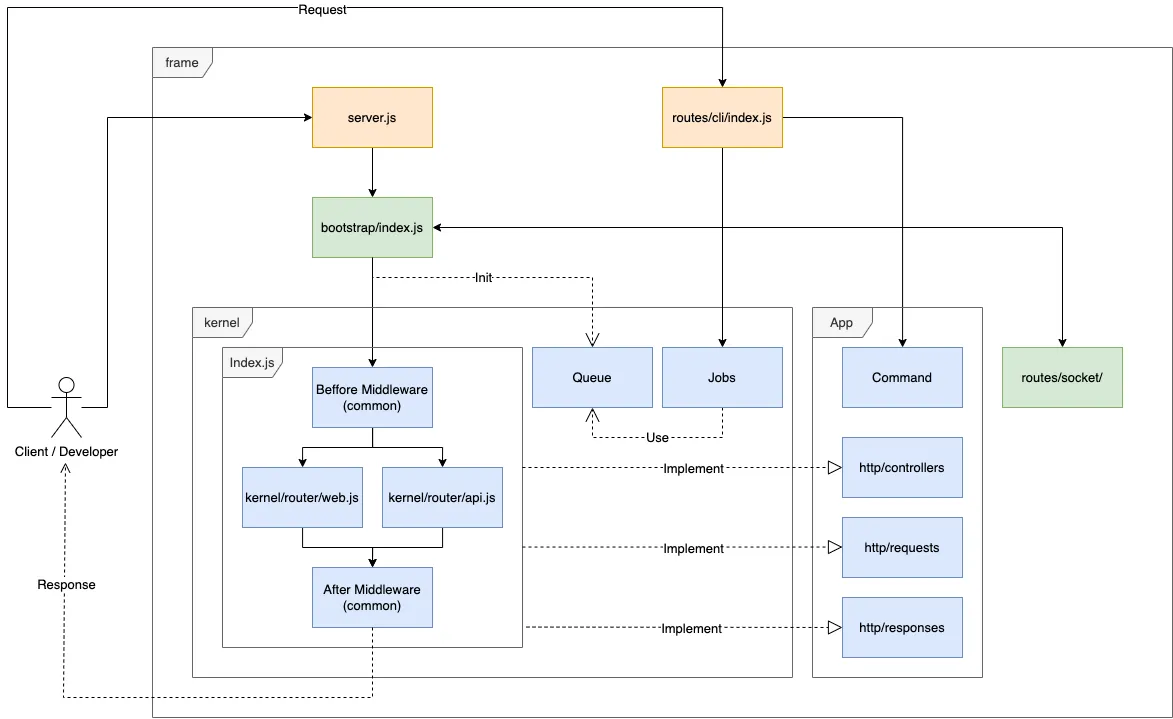 Request
frame
server.js
routes/cli/index.js
bootstrap/index.js
Init
kernel
App
Index.js
Queue
Jobs
Command
routes/socket/
Beffore Middleware
(common)
Use
Client / Developer
Implement
http/controllers
kernel/router/web.js
kernel/router/api.js
Implement
http/requests
Response
After Middleware
(common)
Implement
http/responses